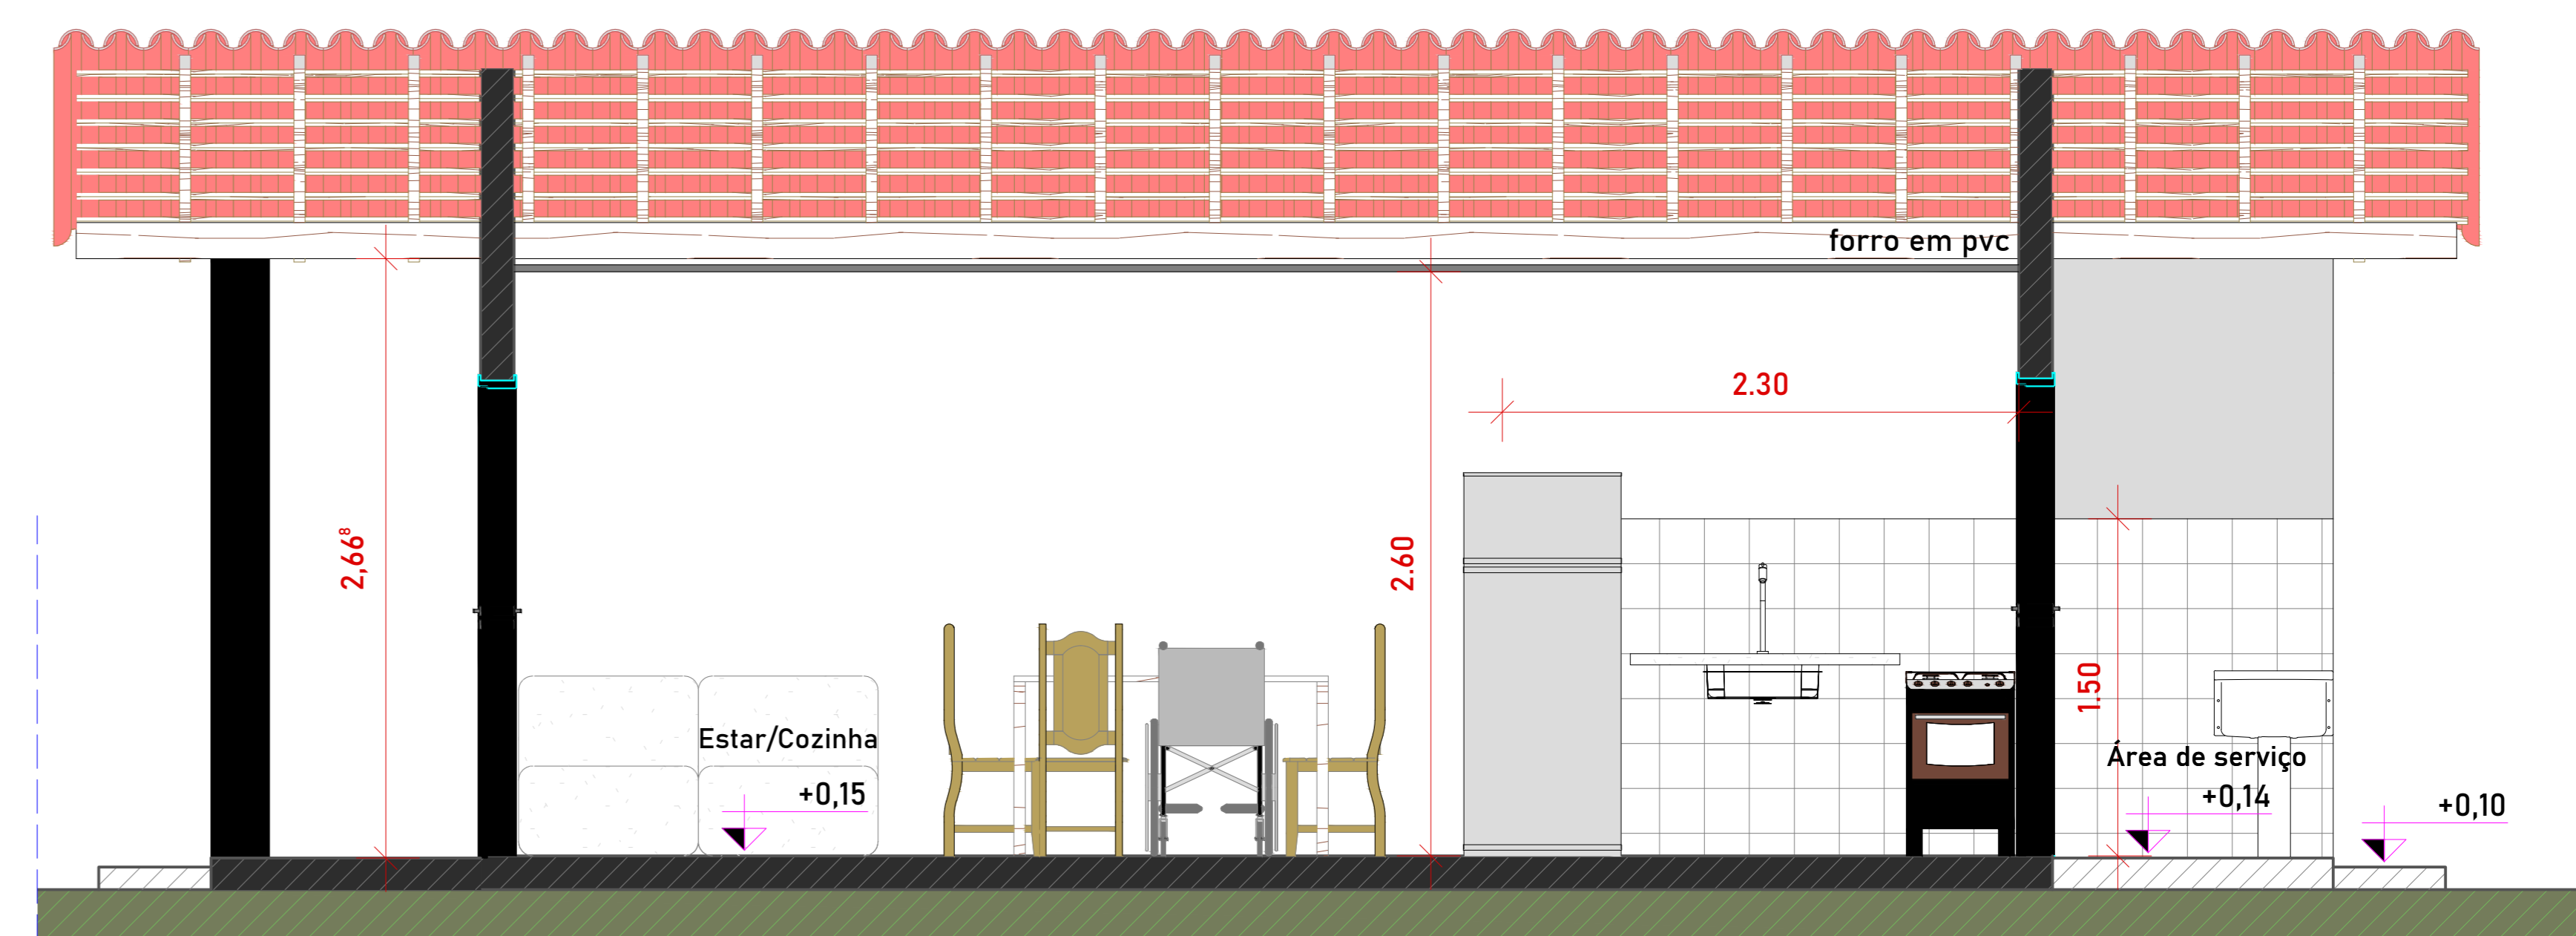 forro em pvc
2.30
2,66⁸
2.60
1.50
Estar/Cozinha
+0,15
Área de serviço
+0,14
+0,10